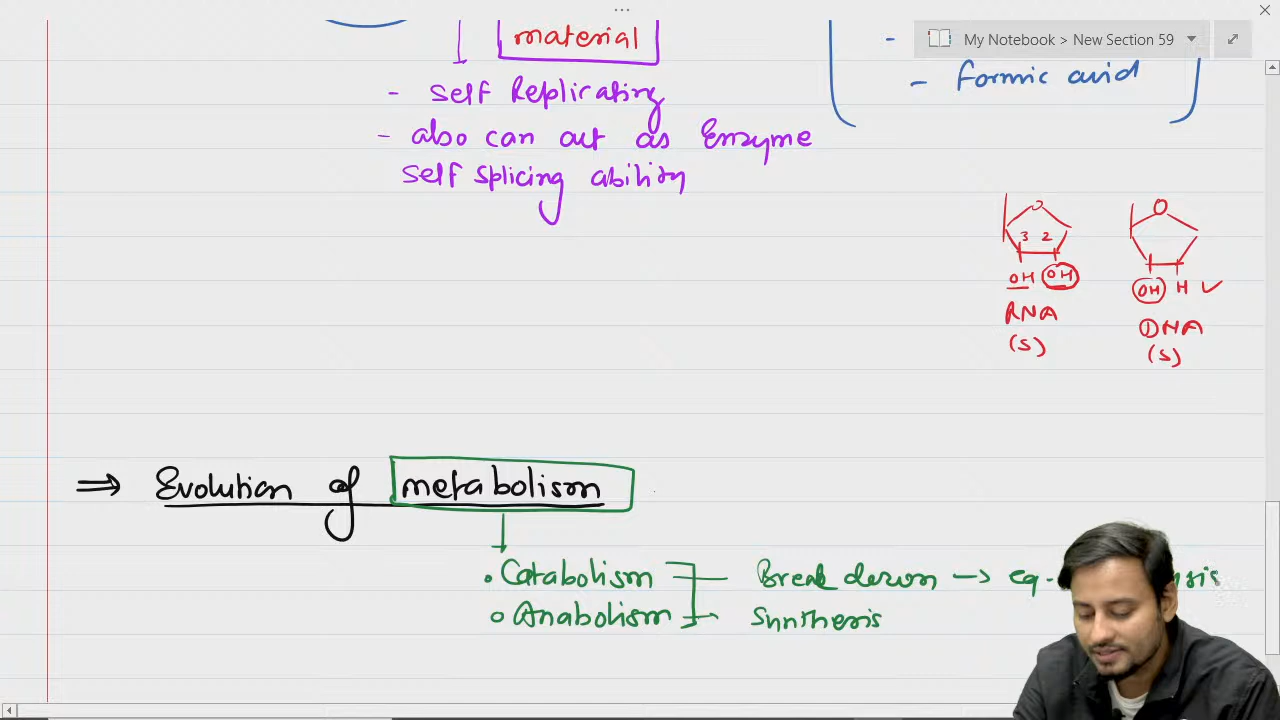 material
My Notebook > New Section 59
-
- Formic acid
- Self Replicating
- also can act as Enzyme
Self splicing ability
O
3 2
OH OH
RNA
(S)
O
OH H ✓
DNA
(S)
⇒ Evolution of metabolism
• Catabolism - Break down → eg-
• Anabolism → Synthesis